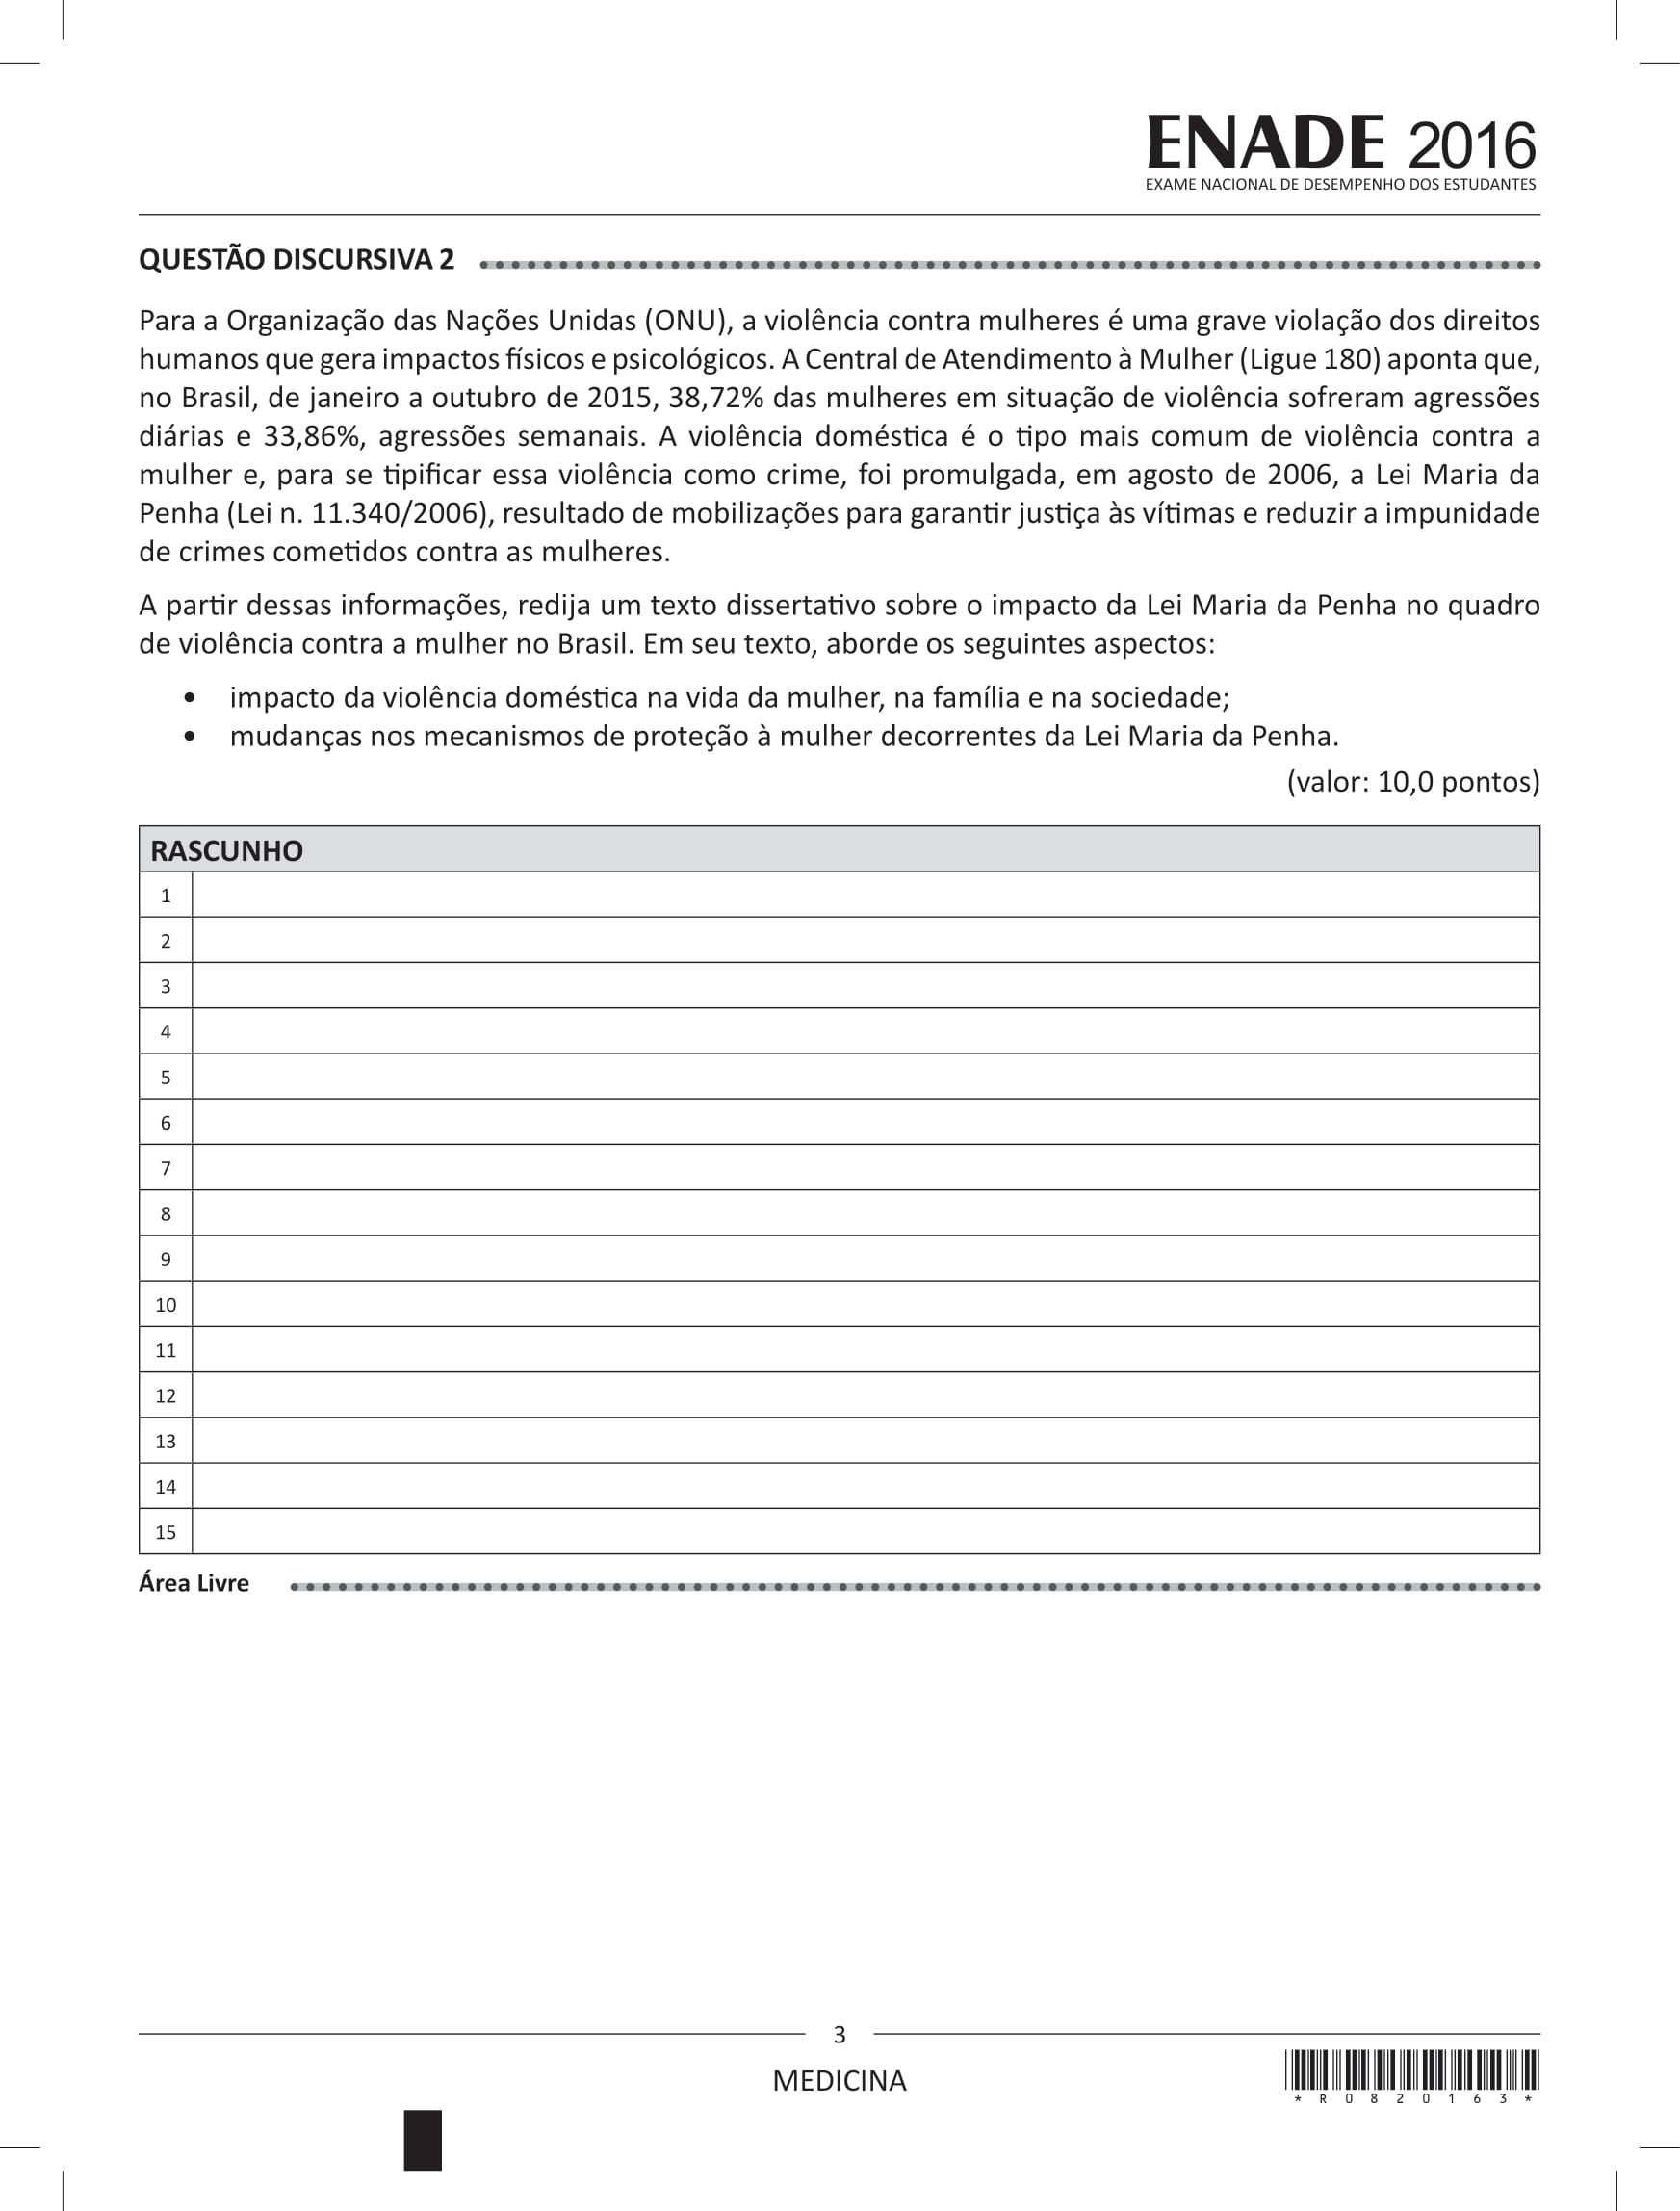 ENADE 2016
EXAME NACIONAL DE DESEMPENHO DOS ESTUDANTES
QUESTÃO DISCURSIVA 2
Para a Organização das Nações Unidas (ONU), a violência contra mulheres é uma grave violação dos direitos
humanos que gera impactos físicos e psicológicos. A Central de Atendimento à Mulher (Ligue 180) aponta que,
no Brasil, de janeiro a outubro de 2015, 38,72% das mulheres em situação de violência sofreram agressões
diárias e 33,86%, agressões semanais. A violência doméstica é o tipo mais comum de violência contra a
mulher e, para se tipificar essa violência como crime, foi promulgada, em agosto de 2006, a Lei Maria da
Penha (Lei n. 11.340/2006), resultado de mobilizações para garantir justiça às vítimas e reduzir a impunidade
de crimes cometidos contra as mulheres.
A partir dessas informações, redija um texto dissertativo sobre o impacto da Lei Maria da Penha no quadro
de violência contra a mulher no Brasil. Em seu texto, aborde os seguintes aspectos:
• impacto da violência doméstica na vida da mulher, na família e na sociedade;
• mudanças nos mecanismos de proteção à mulher decorrentes da Lei Maria da Penha.
(valor: 10,0 pontos)
RASCUNHO
1
2
3
4
5
6
7
8
9
10
11
12
13
14
15
Área Livre
3
MEDICINA
*R0820163*